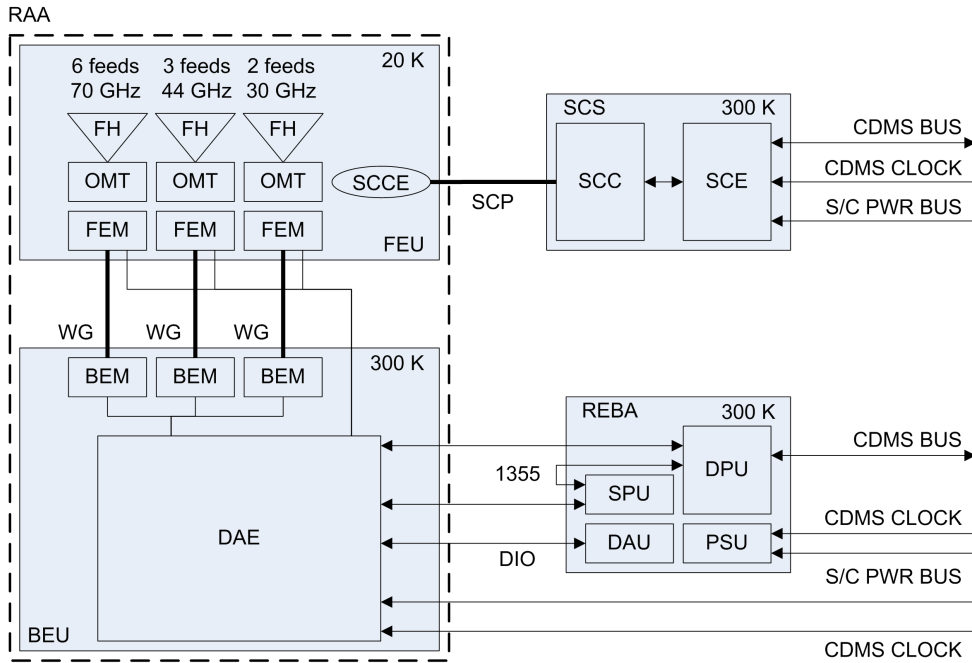 RAA
20 K
6 feeds
70 GHz
3 feeds
44 GHz
2 feeds
30 GHz
FH
FH
FH
OMT
OMT
OMT
SCCE
FEM
FEM
FEM
FEU
SCP
SCS
300 K
SCC
SCE
CDMS BUS
CDMS CLOCK
S/C PWR BUS
WG
WG
WG
300 K
BEM
BEM
BEM
DAE
BEU
1355
DIO
REBA
300 K
DPU
SPU
DAU
PSU
CDMS BUS
CDMS CLOCK
S/C PWR BUS
CDMS CLOCK